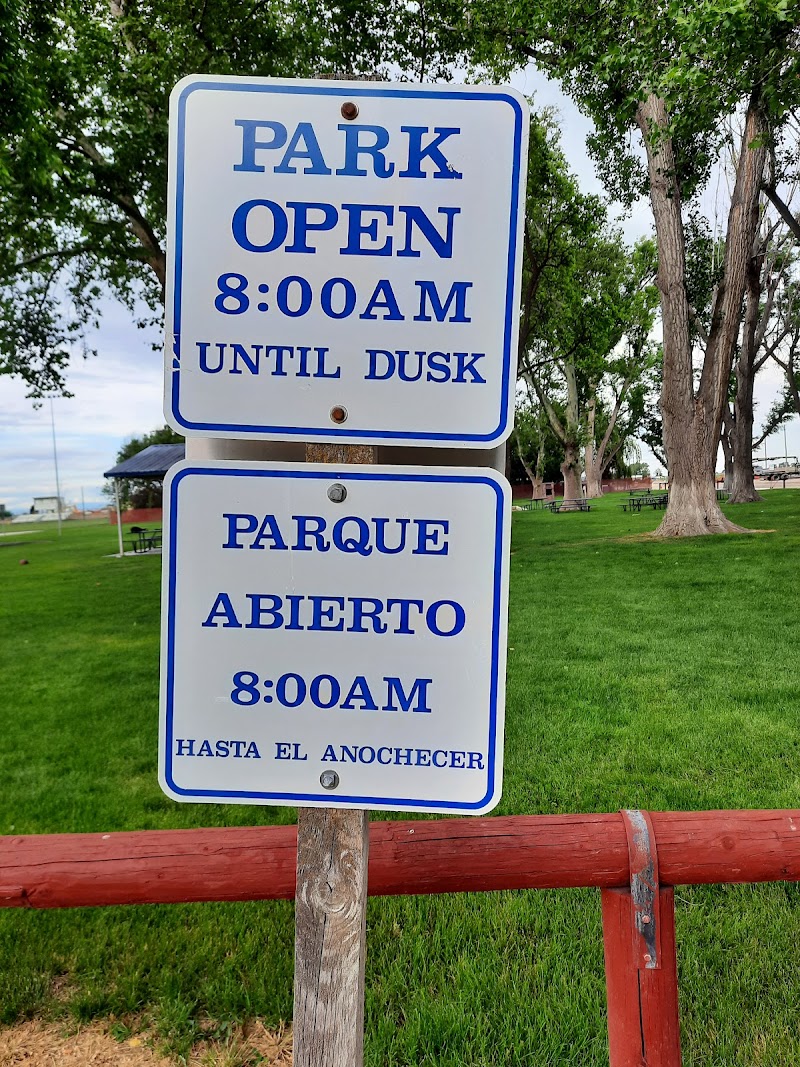 PARK
OPEN
8:00AM
UNTIL DUSK
PARQUE
ABIERTO
8:00AM
HASTA EL ANOCHECER